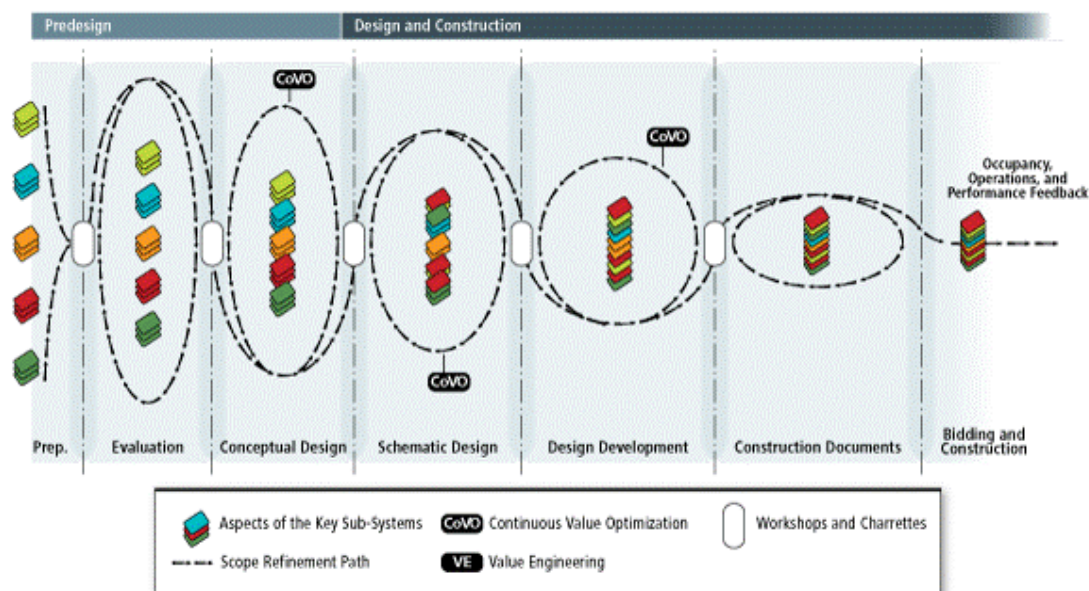 Predesign
Design and Construction
CoVO
CoVO
Occupancy,
Operations, and
Performance Feedback
CoVO
Prep.
Evaluation
Conceptual Design
Schematic Design
Design Development
Construction Documents
Bidding and
Construction
Aspects of the Key Sub-Systems
CoVO Continuous Value Optimization
Workshops and Charrettes
Scope Refinement Path
VE Value Engineering